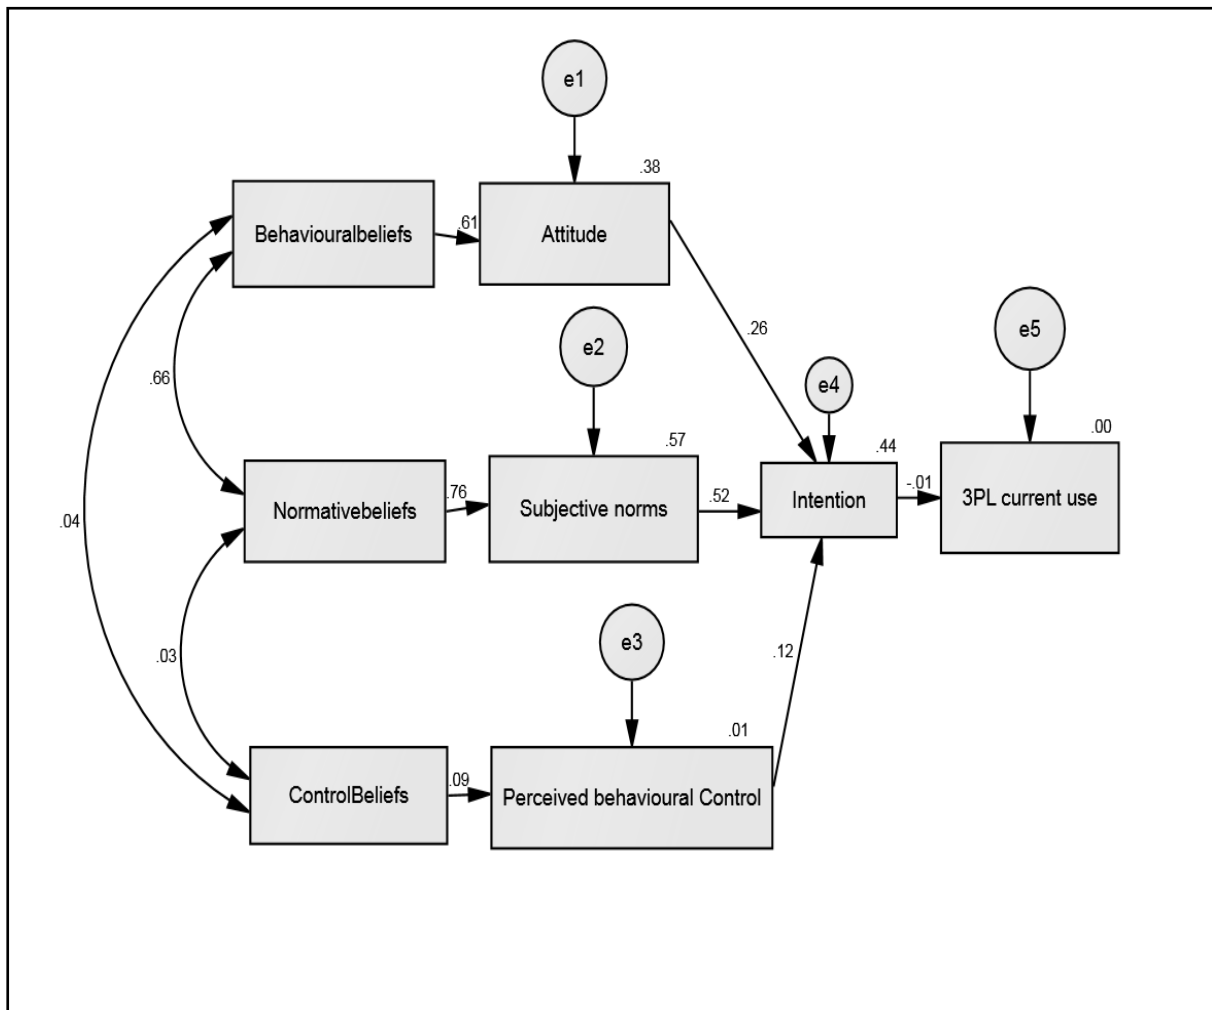 e1
.38
Behaviouralbeliefs
.61
Attitude
e2
e5
.26
e4
.66
.57
.44
.00
Normativebeliefs
.76
Subjective norms
.52
Intention
-.01
3PL current use
.04
e3
.03
.12
.01
ControlBeliefs
.09
Perceived behavioural Control